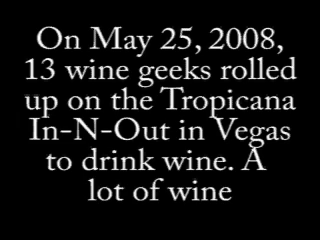 On May 25, 2008,
13 wine geeks rolled
up on the Tropicana
In-N-Out in Vegas
to drink wine. A
lot of wine